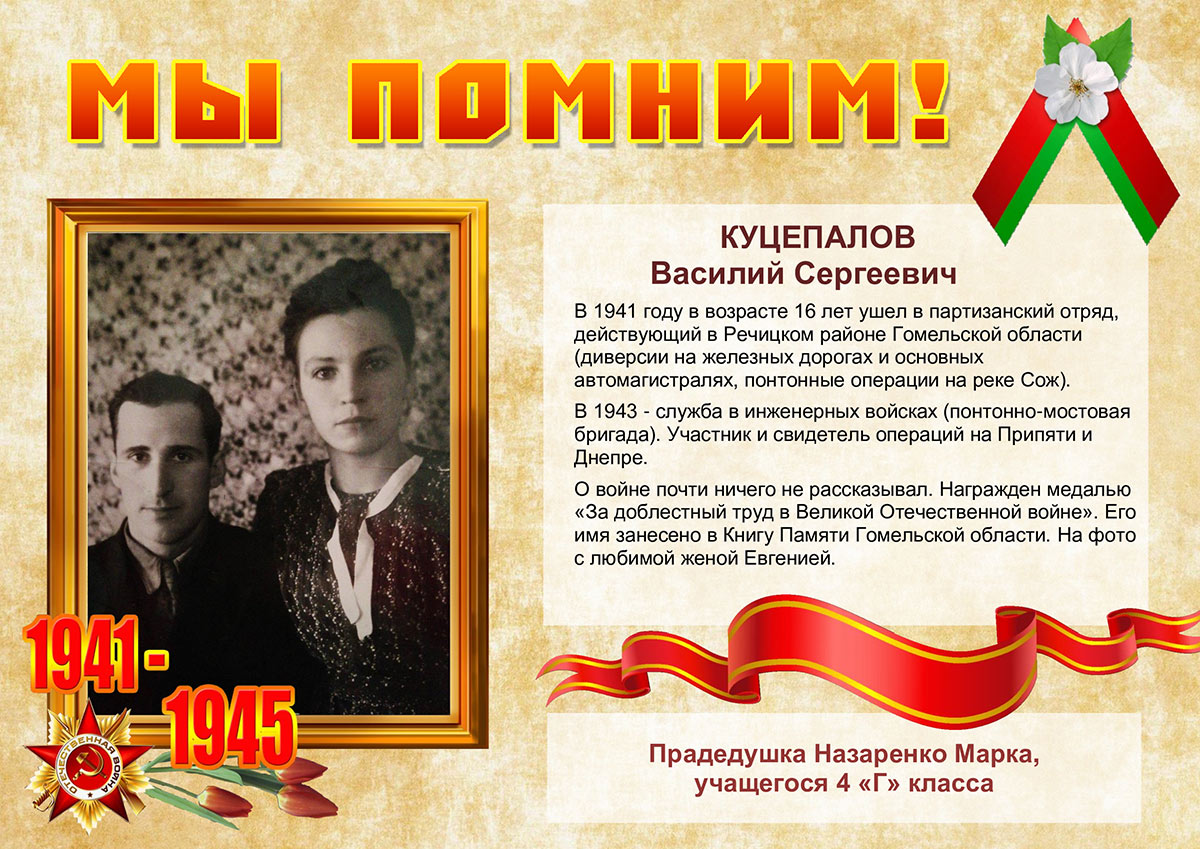 МЫ ПОМНИМ!
КУЦЕПАЛОВ
Василий Сергеевич
В 1941 году в возрасте 16 лет ушел в партизанский отряд,
действующий в Речицком районе Гомельской области
(диверсии на железных дорогах и основных
автомагистралях, понтонные операции на реке Сож).
В 1943 - служба в инженерных войсках (понтонно-мостовая
бригада). Участник и свидетель операций на Припяти и
Днепре.
О войне почти ничего не рассказывал. Награжден медалью
«За доблестный труд в Великой Отечественной войне». Его
имя занесено в Книгу Памяти Гомельской области. На фото
с любимой женой Евгенией.
1941-
1945
ОТЕЧЕСТВЕННАЯ ВОЙНА
Прадедушка Назаренко Марка,
учащегося 4 «Г» класса